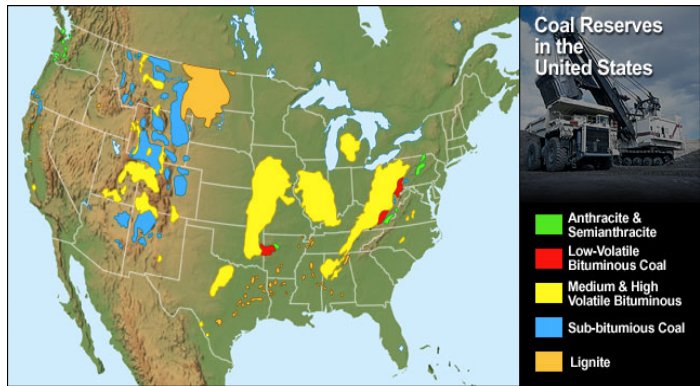 Coal Reserves
in the
United States
Anthracite &
Semianthracite
Low-Volatile
Bituminous Coal
Medium & High
Volatile Bituminous
Sub-bitumious Coal
Lignite